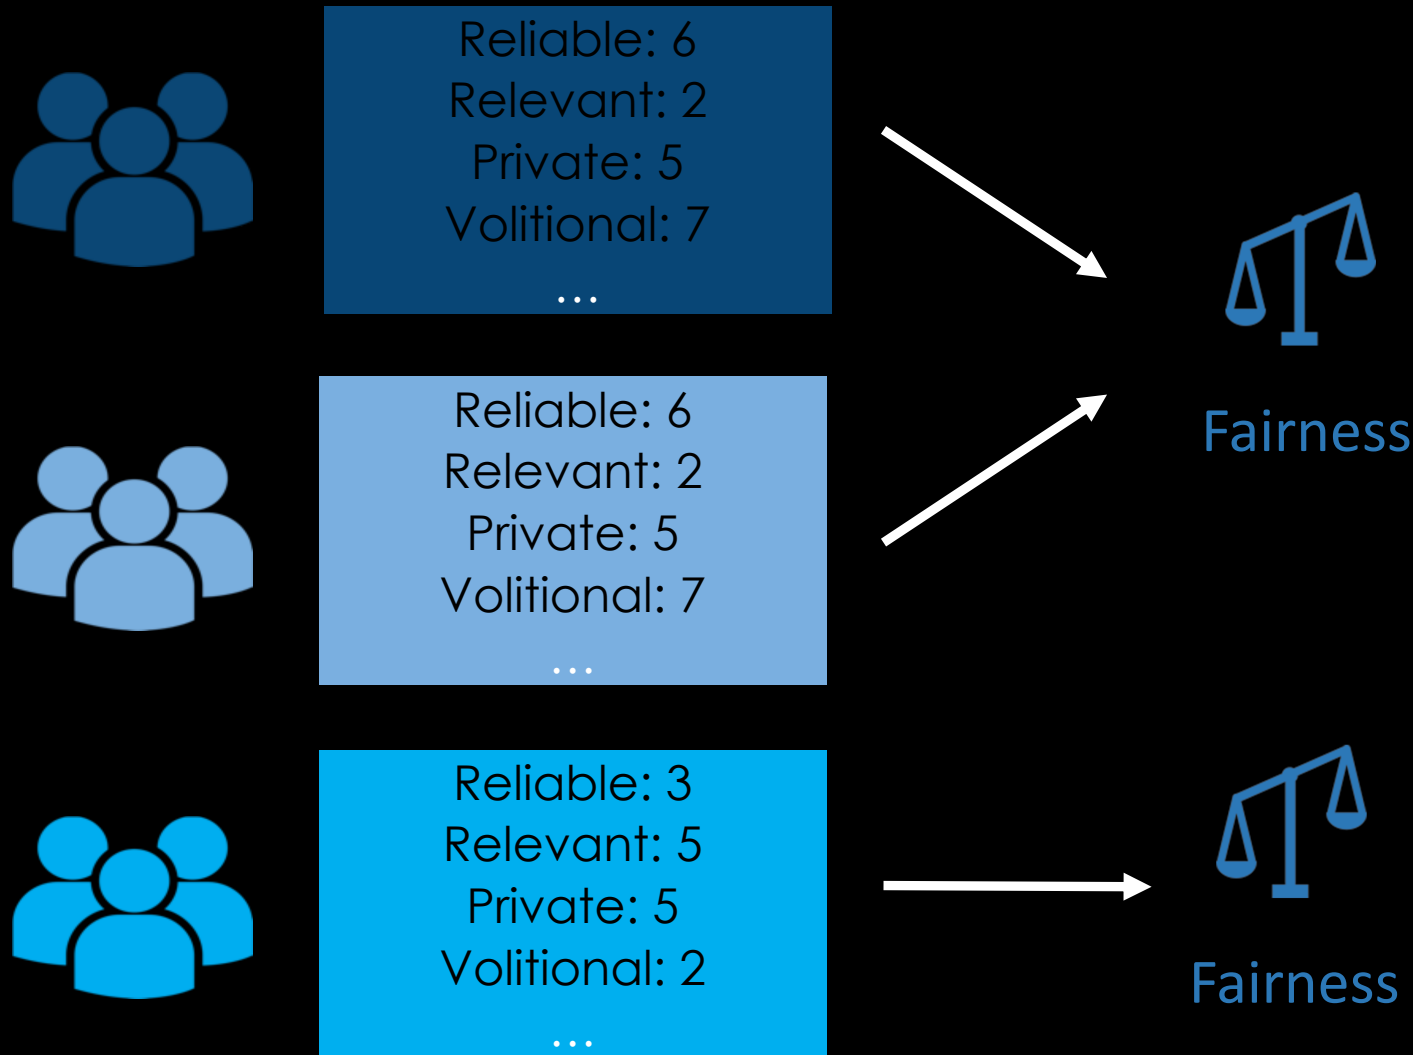 Reliable: 6
Relevant: 2
Private: 5
Volitional: 7
...
Reliable: 6
Relevant: 2
Private: 5
Volitional: 7
...
Fairness
Reliable: 3
Relevant: 5
Private: 5
Volitional: 2
...
Fairness